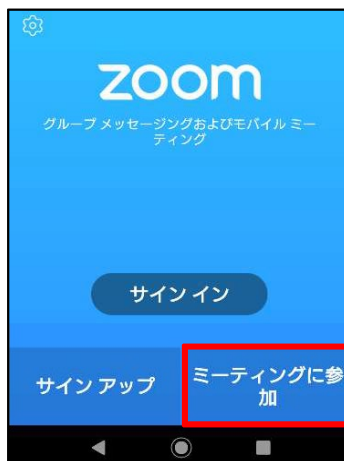 zoom
グループ メッセージングおよびモバイル ミー
ティング
サイン イン
サイン アップ
ミーティングに参
加